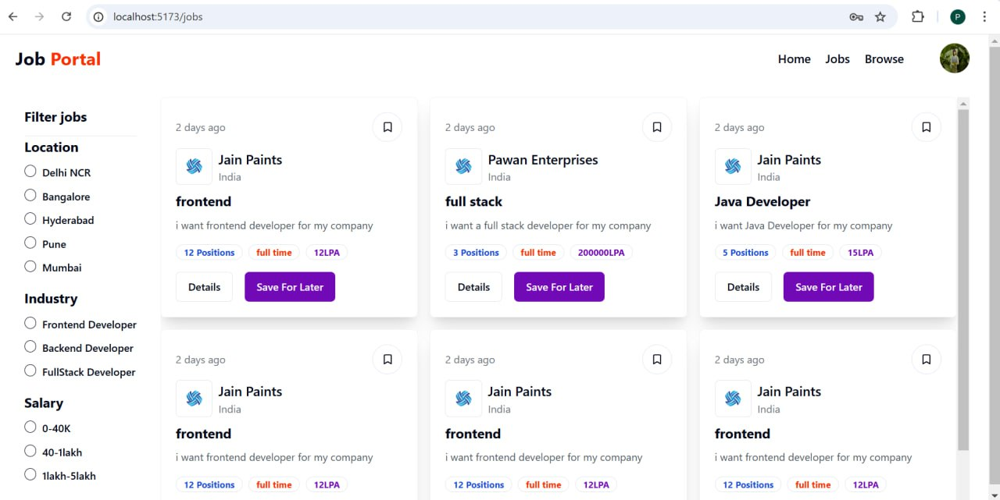 localhost:5173/jobs
P
Job Portal
Home Jobs Browse
Filter jobs
Location
Delhi NCR
Bangalore
Hyderabad
Pune
Mumbai
Industry
Frontend Developer
Backend Developer
FullStack Developer
Salary
0-40K
40-1lakh
1lakh-5lakh
2 days ago
Jain Paints
India
frontend
i want frontend developer for my company
12 Positions full time 12LPA
Details Save For Later
2 days ago
Pawan Enterprises
India
full stack
i want a full stack developer for my company
3 Positions full time 200000LPA
Details Save For Later
2 days ago
Jain Paints
India
Java Developer
i want Java Developer for my company
5 Positions full time 15LPA
Details Save For Later
2 days ago
Jain Paints
India
frontend
i want frontend developer for my company
12 Positions full time 12LPA
2 days ago
Jain Paints
India
frontend
i want frontend developer for my company
12 Positions full time 12LPA
2 days ago
Jain Paints
India
frontend
i want frontend developer for my company
12 Positions full time 12LPA